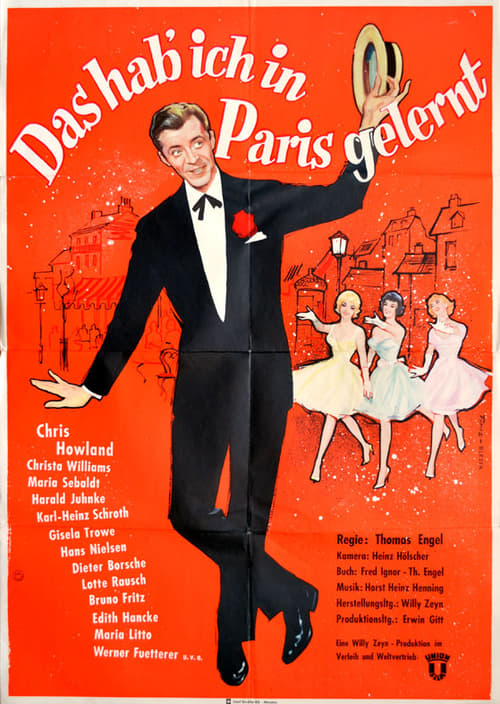 Das hab' ich in
Paris gelernt
Chris
Howland
Christa Williams
Maria Sebaldt
Harald Juhnke
Karl-Heinz Schroth
Gisela Trowe
Hans Nielsen
Dieter Borsche
Lotte Rausch
Bruno Fritz
Edith Hancke
Maria Litto
Werner Fuetterer u.v.a.
Regie: Thomas Engel
Kamera: Heinz Hölscher
Buch: Fred Ignor - Th. Engel
Musik: Horst Heinz Henning
Herstellungsltg.: Willy Zeyn
Produktionsltg.: Erwin Gitt
Eine Willy Zeyn - Produktion im
Verleih und Weltvertrieb
UNION